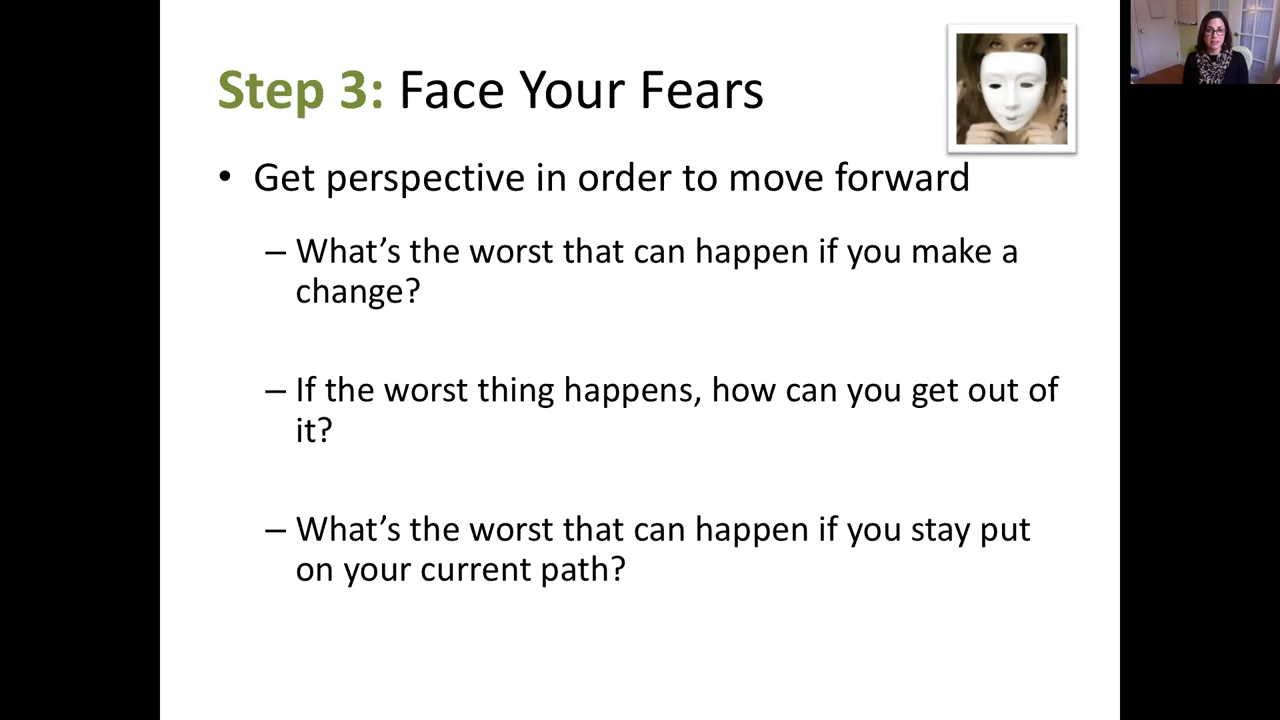 Step 3: Face Your Fears
• Get perspective in order to move forward
– What’s the worst that can happen if you make a
change?
– If the worst thing happens, how can you get out of
it?
– What’s the worst that can happen if you stay put
on your current path?